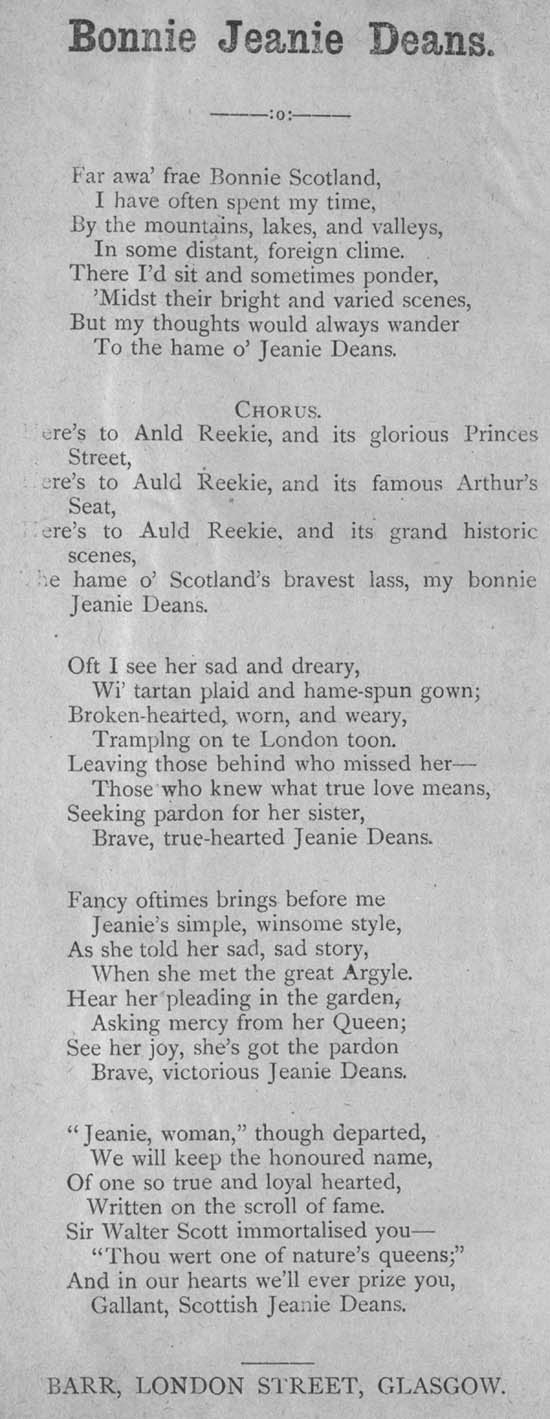 Bonnie Jeanie Deans.
———:o:———
Far awa' frae Bonnie Scotland,
I have often spent my time,
By the mountains, lakes, and valleys,
In some distant, foreign clime.
There I'd sit and sometimes ponder,
'Midst their bright and varied scenes,
But my thoughts would always wander
To the hame o' Jeanie Deans.
CHORUS.
ere's to Anld Reekie, and its glorious Princes
Street,
ere's to Auld Reekie, and its famous Arthur's
Seat,
ere's to Auld Reekie, and its grand historic
scenes,
he hame o' Scotland's bravest lass, my bonnie
Jeanie Deans.
Oft I see her sad and dreary,
Wi' tartan plaid and hame-spun gown;
Broken-hearted, worn, and weary,
Tramplng on te London toon.
Leaving those behind who missed her—
Those who knew what true love means,
Seeking pardon for her sister,
Brave, true-hearted Jeanie Deans.
Fancy oftimes brings before me
Jeanie's simple, winsome style,
As she told her sad, sad story,
When she met the great Argyle.
Hear her pleading in the garden,
Asking mercy from her Queen;
See her joy, she's got the pardon
Brave, victorious Jeanie Deans.
"Jeanie, woman," though departed,
We will keep the honoured name,
Of one so true and loyal hearted,
Written on the scroll of fame.
Sir Walter Scott immortalised you—
"Thou wert one of nature's queens;"
And in our hearts we'll ever prize you,
Gallant, Scottish Jeanie Deans.
BARR, LONDON STREET, GLASGOW.